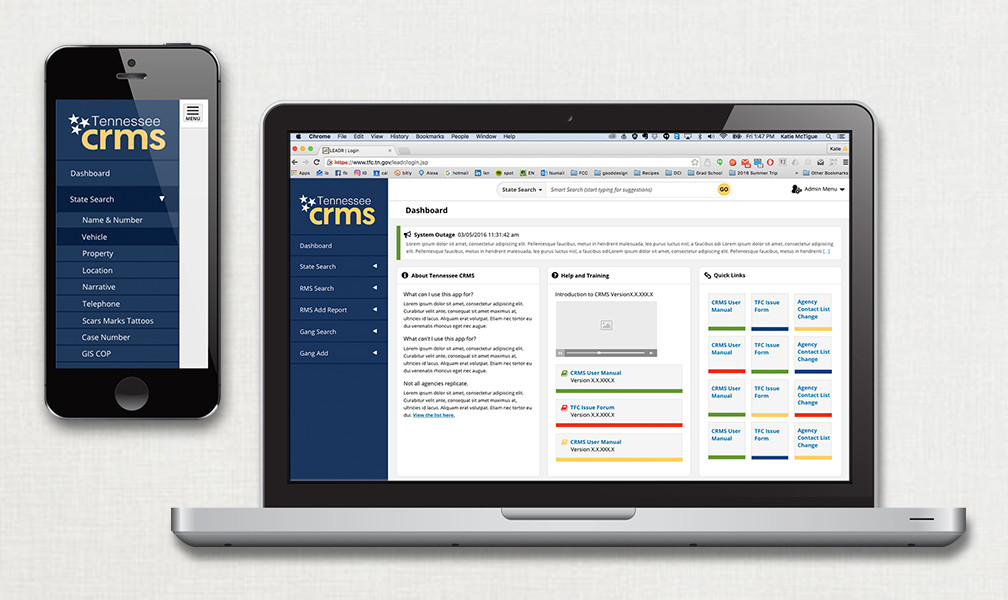 Tennessee
crms
MENU
Dashboard
State Search
Name & Number
Vehicle
Property
Location
Narrative
Telephone
Scars Marks Tattoos
Case Number
GIS COP
Chrome File Edit View History Bookmarks People Window Help
Fri 1:47 PM Katie McTigue
LEADR | Login
Katie
https://www.tfc.tn.gov/leadr/login.jsp
Apps lb fb IG cal bitly Alexa hotmail lkn spot EN fsumail FCC gaoddesign Recipes DCI Grad School 2016 Summer Trip » Other Bookmarks
Tennessee
crms
State Search Smart Search (start typing for suggestions) GO Admin Menu
Dashboard
Dashboard
State Search
RMS Search
RMS Add Report
Gang Search
Gang Add
System Outage 03/05/2016 11:31:42 am
Lorem ipsum dolor sit amet, consectetur adipiscing elit. Pellentesque faucibus, metus in hendrerit malesuada, leo purus luctus nisl, a faucibus odi Lorem ipsum dolor sit amet, consectetur adipiscing
elit. Pellentesque faucibus, metus in hendrerit malesuada, leo purus luctus nisl, a faucibus odi Lorem ipsum dolor sit amet, consectetur adipiscing elit. Pellentesque faucibus, metus in hendrerit [...]
About Tennessee CRMS
What can I use this app for?
Lorem ipsum dolor sit amet, consectetur adipiscing elit.
Curabitur velit ante, consequat sit amet maximus at,
ultricies id lacus. Aliquam erat volutpat. Etiam nec tortor eu
dui venenatis rhoncus eget nec augue.
What can't I use this app for?
Lorem ipsum dolor sit amet, consectetur adipiscing elit.
Curabitur velit ante, consequat sit amet maximus at,
ultricies id lacus. Aliquam erat volutpat. Etiam nec tortor eu
dui venenatis rhoncus eget nec augue.
Not all agencies replicate.
Curabitur velit ante, consequat sit amet maximus at,
ultricies id lacus. Aliquam erat volutpat. Etiam nec tortor eu
dui. View the list here.
Help and Training
Introduction to CRMS VersionX.X.XXX.X
CRMS User Manual
Version X.X.XXX.X
TFC Issue Forum
Version X.X.XXX.X
CRMS User Manual
Version X.X.XXX.X
Quick Links
CRMS User Manual
TFC Issue Form
Agency Contact List Change
CRMS User Manual
TFC Issue Form
Agency Contact List Change
CRMS User Manual
TFC Issue Form
Agency Contact List Change
CRMS User Manual
TFC Issue Form
Agency Contact List Change